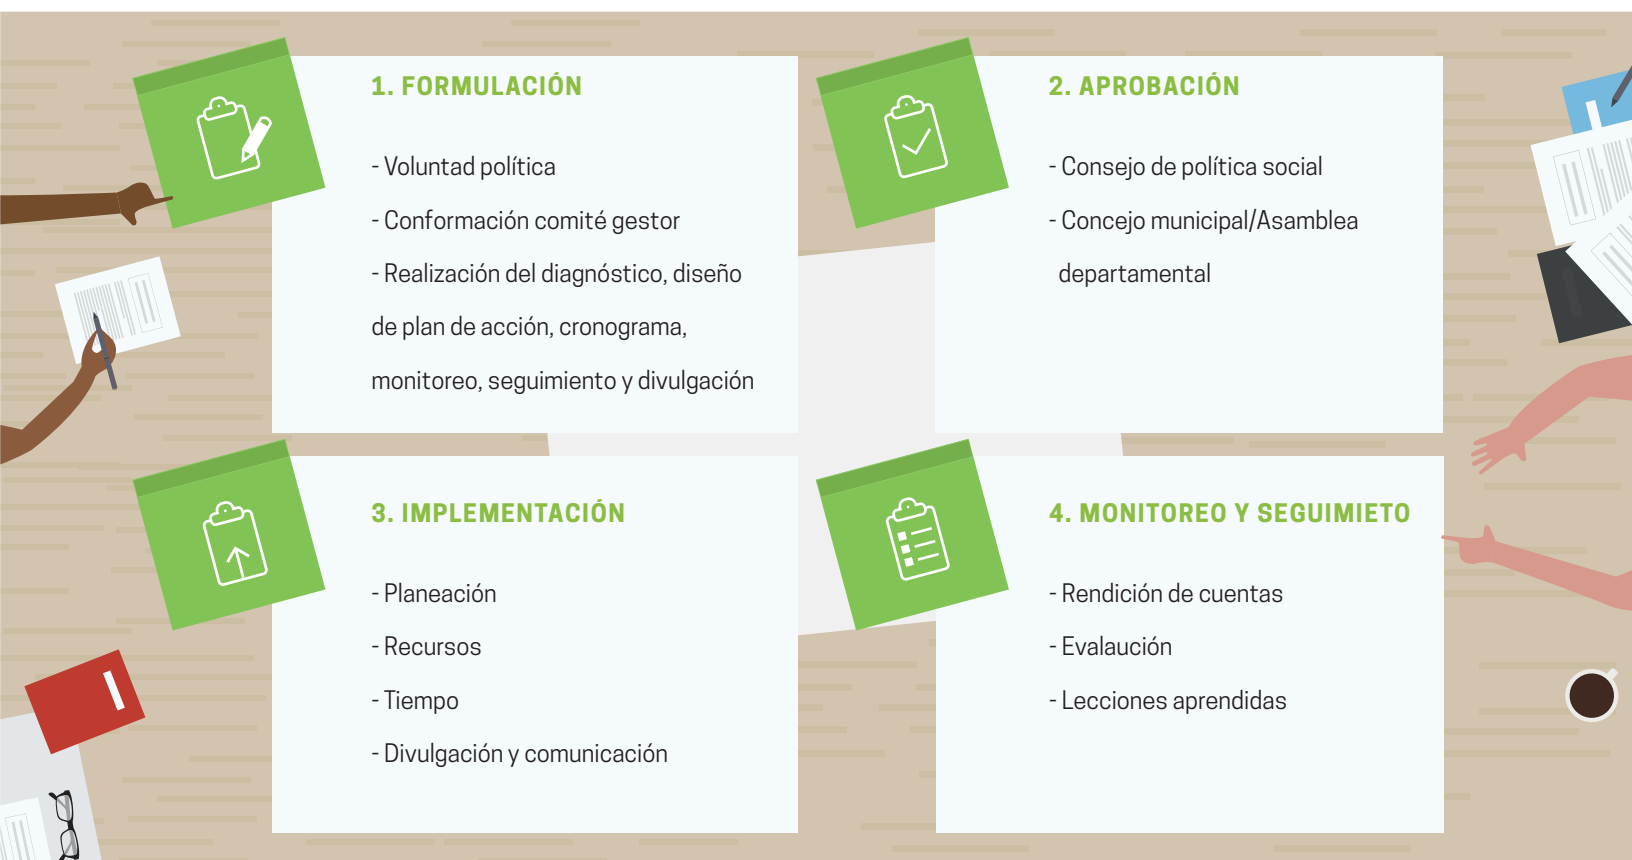 1. FORMULACIÓN
- Voluntad política
- Conformación comité gestor
- Realización del diagnóstico, diseño
de plan de acción, cronograma,
monitoreo, seguimiento y divulgación
2. APROBACIÓN
- Consejo de política social
- Concejo municipal/Asamblea
departamental
3. IMPLEMENTACIÓN
- Planeación
- Recursos
- Tiempo
- Divulgación y comunicación
4. MONITOREO Y SEGUIMIETO
- Rendición de cuentas
- Evalaución
- Lecciones aprendidas